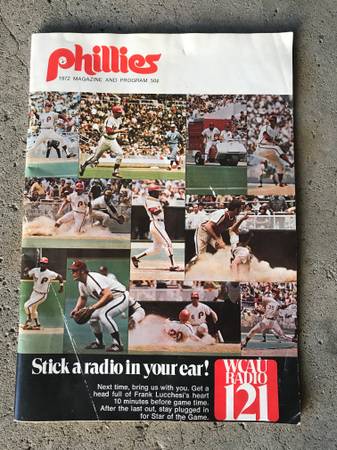 phillies
1972 MAGAZINE AND PROGRAM 50¢
Stick a radio in your ear!
Next time, bring us with you. Get a
head full of Frank Lucchesi's heart
10 minutes before game time.
After the last out, stay plugged in
for Star of the Game.
WCAU
RADIO
121